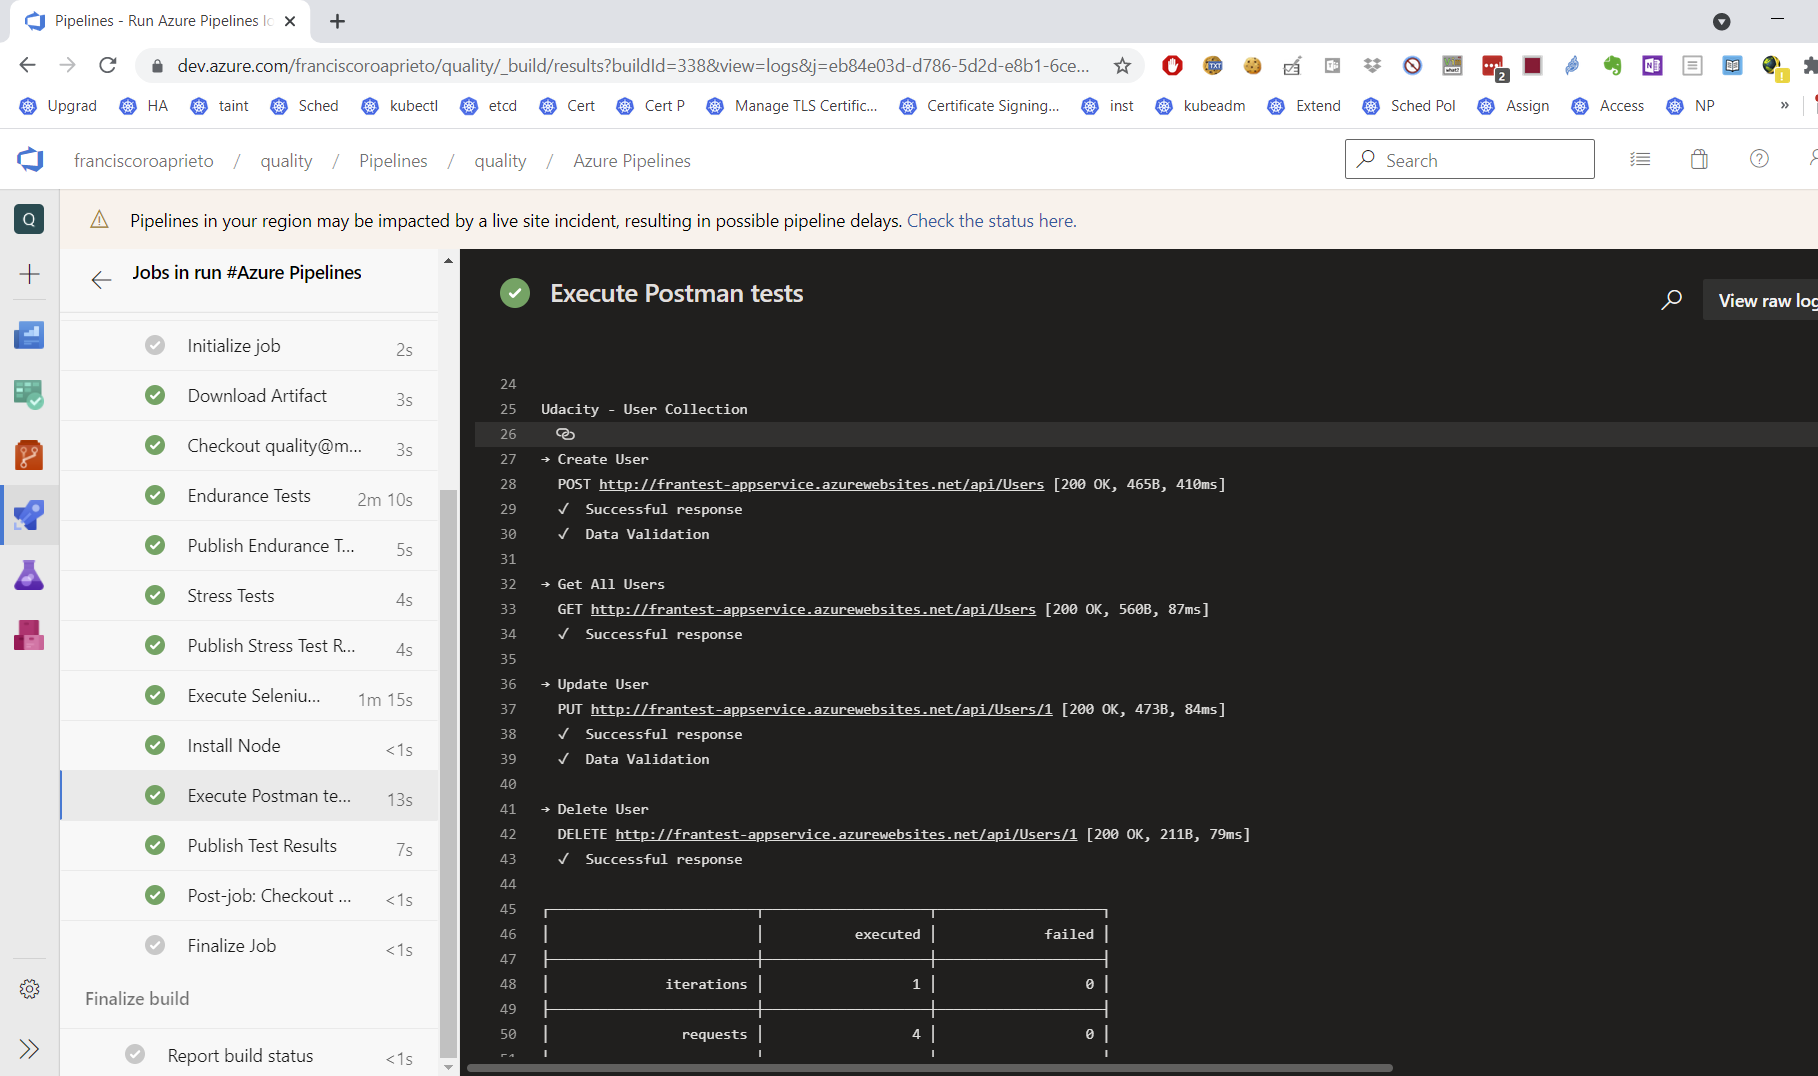 Pipelines - Run Azure Pipelines lo
dev.azure.com/franciscoroaprieto/quality/_build/results?buildId=338&view=logs&j=eb84e03d-d786-5d2d-e8b1-6ce...
2
Upgrad HA taint Sched kubectl etcd Cert Cert P Manage TLS Certific... Certificate Signing... inst kubeadm Extend Sched Pol Assign Access NP »
franciscoroaprieto / quality / Pipelines / quality / Azure Pipelines
Search
Q
Pipelines in your region may be impacted by a live site incident, resulting in possible pipeline delays. Check the status here.
Jobs in run #Azure Pipelines
Initialize job 2s
Download Artifact 3s
Checkout quality@m... 3s
Endurance Tests 2m 10s
Publish Endurance T... 5s
Stress Tests 4s
Publish Stress Test R... 4s
Execute Seleniu... 1m 15s
Install Node <1s
Execute Postman te... 13s
Publish Test Results 7s
Post-job: Checkout ... <1s
Finalize Job <1s
Finalize build
Report build status <1s
Execute Postman tests
View raw log
24
25 Udacity - User Collection
26
27 → Create User
28 POST http://frantest-appservice.azurewebsites.net/api/Users [200 OK, 465B, 410ms]
29 ✓ Successful response
30 ✓ Data Validation
31
32 → Get All Users
33 GET http://frantest-appservice.azurewebsites.net/api/Users [200 OK, 560B, 87ms]
34 ✓ Successful response
35
36 → Update User
37 PUT http://frantest-appservice.azurewebsites.net/api/Users/1 [200 OK, 473B, 84ms]
38 ✓ Successful response
39 ✓ Data Validation
40
41 → Delete User
42 DELETE http://frantest-appservice.azurewebsites.net/api/Users/1 [200 OK, 211B, 79ms]
43 ✓ Successful response
44
45
46 executed failed
47
48 iterations 1 0
49
50 requests 4 0